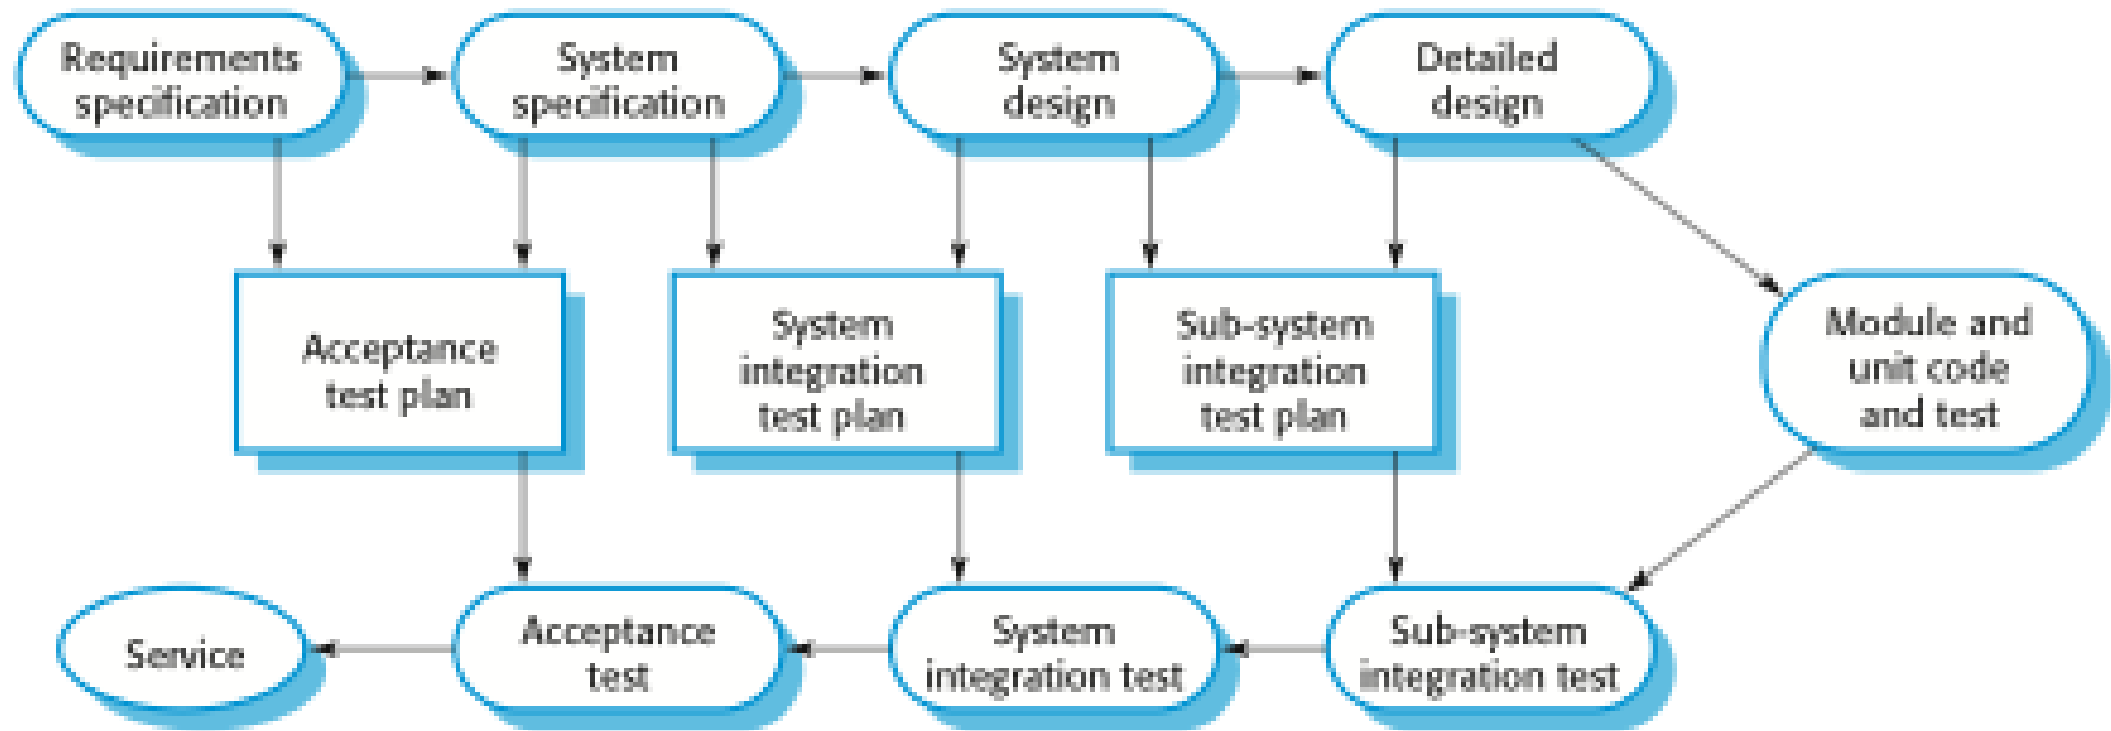 Requirements
specification
System
specification
System
design
Detailed
design
Acceptance
test plan
System
integration
test plan
Sub-system
integration
test plan
Module and
unit code
and test
Service
Acceptance
test
System
integration test
Sub-system
integration test